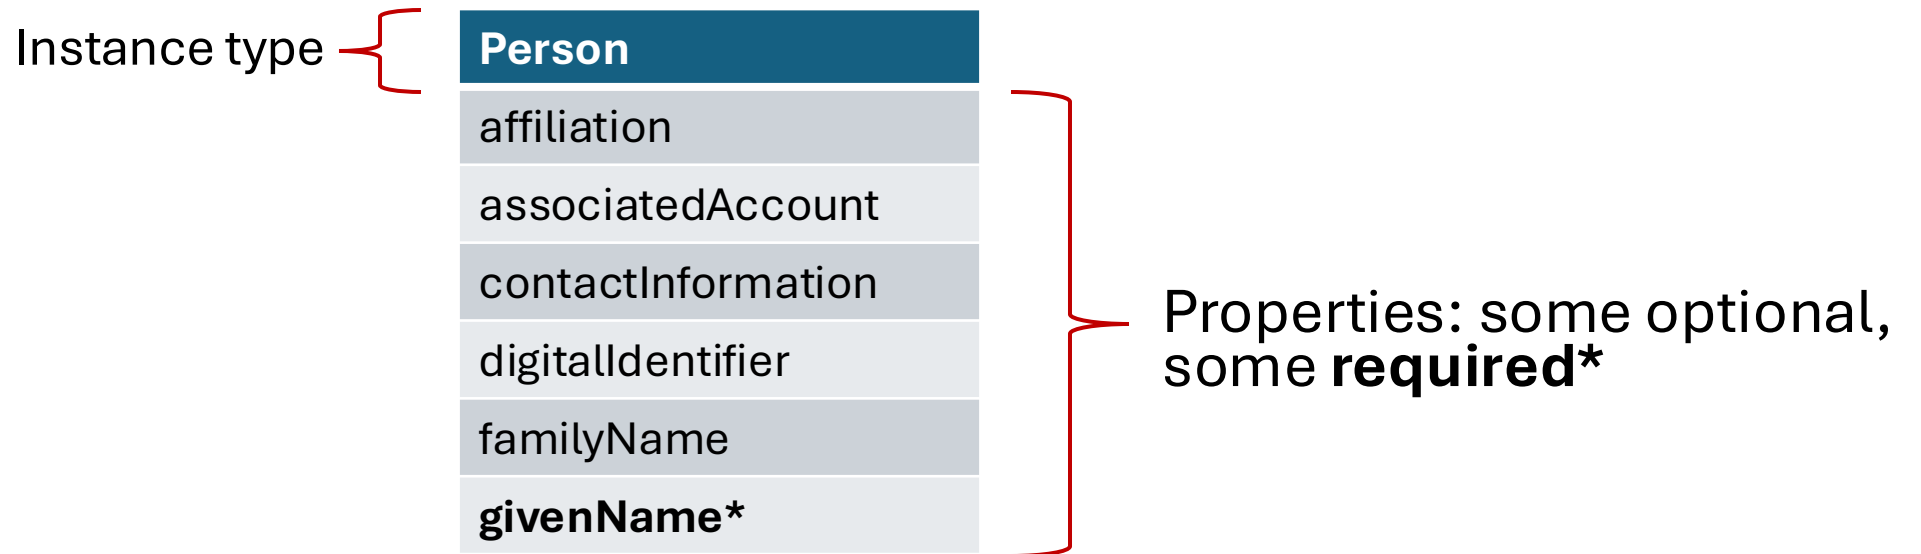 Instance type
Person
affiliation
associatedAccount
contactInformation
digitalIdentifier
familyName
givenName*
Properties: some optional,
some required*